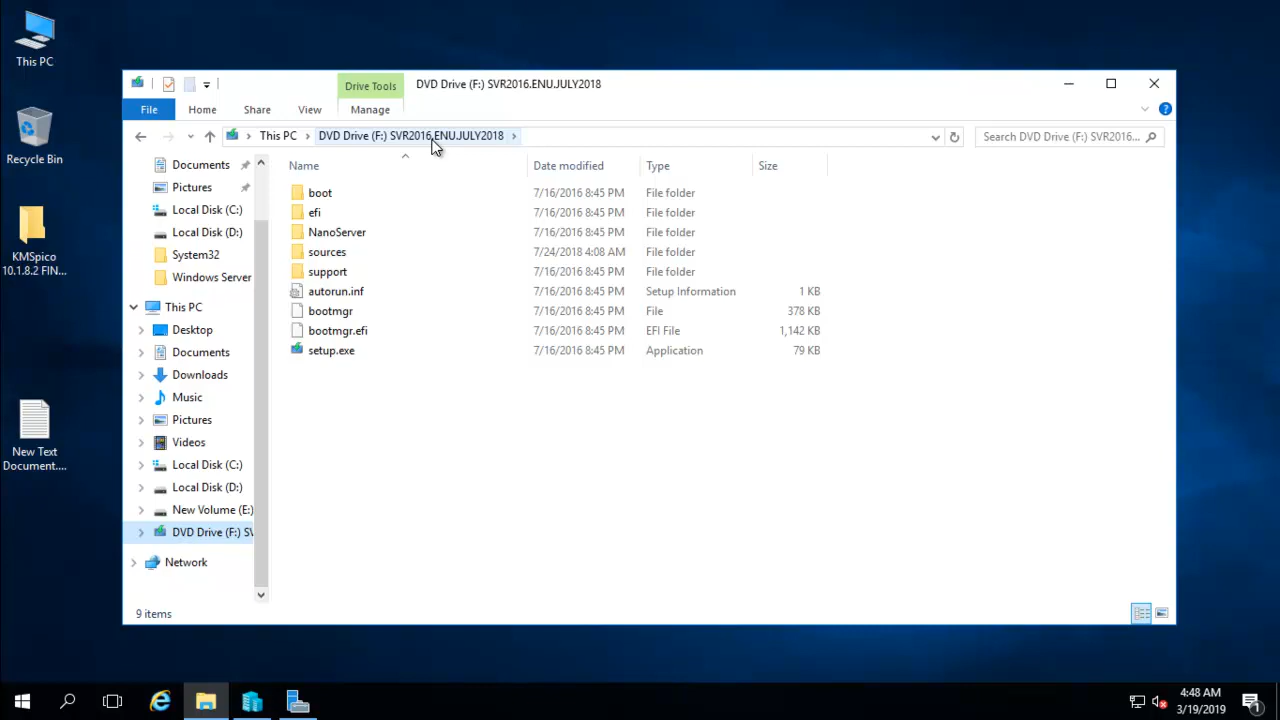 This PC
Recycle Bin
KMSpico
10.1.8.2 FIN...
New Text
Document....
Drive Tools
DVD Drive (F:) SVR2016.ENU.JULY2018
File
Home
Share
View
Manage
This PC
DVD Drive (F:) SVR2016.ENU.JULY2018
Search DVD Drive (F:) SVR2016...
Documents
Pictures
Local Disk (C:)
Local Disk (D:)
System32
Windows Server
This PC
Desktop
Documents
Downloads
Music
Pictures
Videos
Local Disk (C:)
Local Disk (D:)
New Volume (E:)
DVD Drive (F:) SV
Network
Name Date modified Type Size
boot 7/16/2016 8:45 PM File folder
efi 7/16/2016 8:45 PM File folder
NanoServer 7/16/2016 8:45 PM File folder
sources 7/24/2018 4:08 AM File folder
support 7/16/2016 8:45 PM File folder
autorun.inf 7/16/2016 8:45 PM Setup Information 1 KB
bootmgr 7/16/2016 8:45 PM File 378 KB
bootmgr.efi 7/16/2016 8:45 PM EFI File 1,142 KB
setup.exe 7/16/2016 8:45 PM Application 79 KB
9 items
4:48 AM
3/19/2019
1